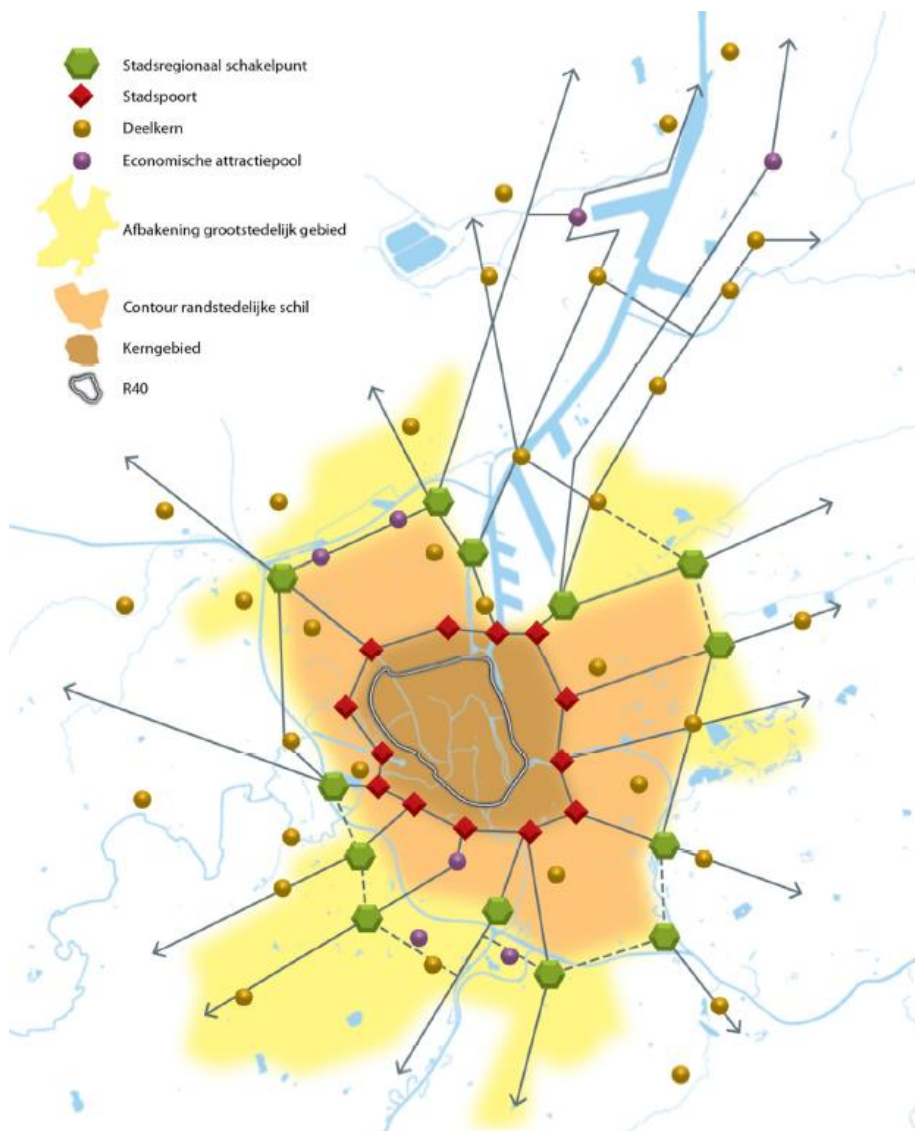 Stadsregionaal schakelpunt
Stadspoort
Deelkern
Economische attractiepool
Afbakening grootstedelijk gebied
Contour randstedelijke schil
Kerngebied
R40